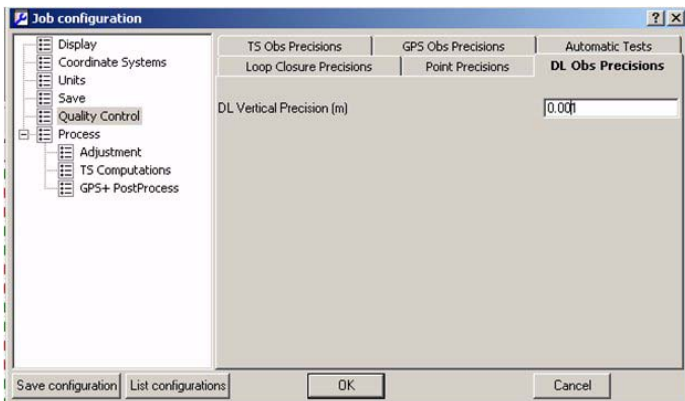 Job configuration
Display
Coordinate Systems
Units
Save
Quality Control
Process
Adjustment
TS Computations
GPS+ PostProcess
TS Obs Precisions
GPS Obs Precisions
Automatic Tests
Loop Closure Precisions
Point Precisions
DL Obs Precisions
DL Vertical Precision (m)
0.001
Save configuration
List configurations
OK
Cancel